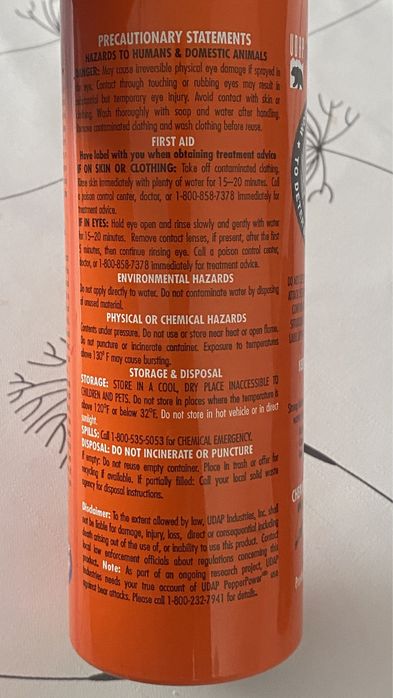 PRECAUTIONARY STATEMENTS
HAZARDS TO HUMANS & DOMESTIC ANIMALS
DANGER: May cause irreversible physical eye damage if sprayed in
eye. Contact through touching or rubbing eyes may result in
substantial but temporary eye injury. Avoid contact with skin or
clothing. Wash thoroughly with soap and water after handling.
Remove contaminated clothing and wash clothing before reuse.
FIRST AID
Have label with you when obtaining treatment advice
IF ON SKIN OR CLOTHING: Take off contaminated clothing.
Rinse skin immediately with plenty of water for 15–20 minutes. Call
a poison control center, doctor, or 1-800-858-7378 immediately for
treatment advice.
IF IN EYES: Hold eye open and rinse slowly and gently with water
for 15–20 minutes. Remove contact lenses, if present, after the first
5 minutes, then continue rinsing eye. Call a poison control center,
doctor, or 1-800-858-7378 immediately for treatment advice.
ENVIRONMENTAL HAZARDS
Do not apply directly to water. Do not contaminate water by disposing
of unused material.
PHYSICAL OR CHEMICAL HAZARDS
Contents under pressure. Do not use or store near heat or open flame.
Do not puncture or incinerate container. Exposure to temperatures
above 130° F may cause bursting.
STORAGE & DISPOSAL
STORAGE: STORE IN A COOL, DRY PLACE INACCESSIBLE TO
CHILDREN AND PETS. Do not store in places where the temperature is
above 120°F or below 32°F. Do not store in hot vehicle or in direct
sunlight.
SPILLS: Call 1-800-535-5053 for CHEMICAL EMERGENCY.
DISPOSAL: DO NOT INCINERATE OR PUNCTURE
If empty: Do not reuse empty container. Place in trash or offer for
recycling if available. If partially filled: Call your local solid waste
agency for disposal instructions.
Disclaimer: To the extent allowed by law, UDAP Industries, Inc. shall
not be liable for damage, injury, loss, direct or consequential including
death arising out of the use of, or inability to use this product. Contact
local law enforcement officials about regulations concerning this
product. Note: As part of an ongoing research project, UDAP
Industries needs your true account of UDAP PepperPower™ use
against bear attacks. Please call 1-800-232-7941 for details.
UDAP
TO DETE